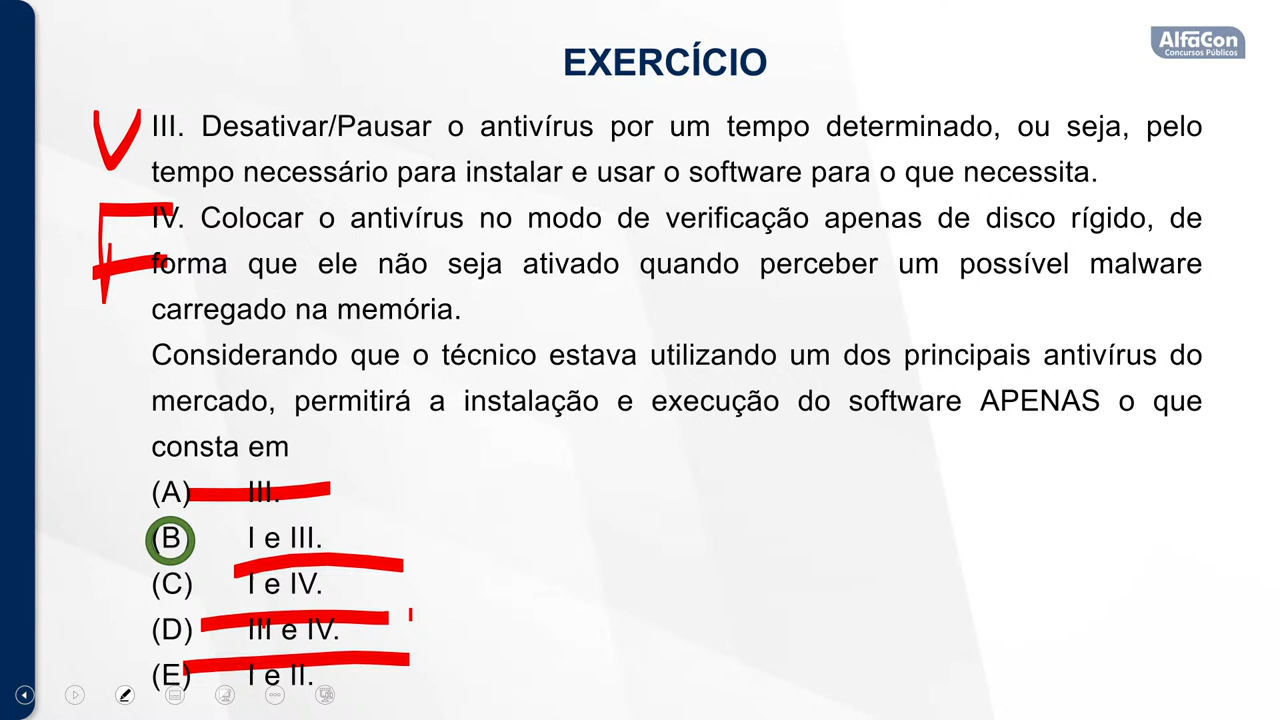 AlfaCon
Concursos Públicos
EXERCÍCIO
V
III. Desativar/Pausar o antivírus por um tempo determinado, ou seja, pelo
tempo necessário para instalar e usar o software para o que necessita.
F
IV. Colocar o antivírus no modo de verificação apenas de disco rígido, de
forma que ele não seja ativado quando perceber um possível malware
carregado na memória.
Considerando que o técnico estava utilizando um dos principais antivírus do
mercado, permitirá a instalação e execução do software APENAS o que
consta em
(A) III.
(B) I e III.
(C) I e IV.
(D) III e IV.
(E) I e II.